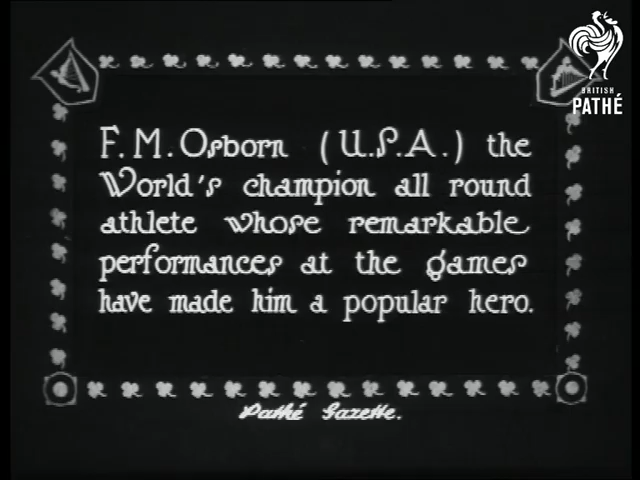 BRITISH
PATHÉ
F. M. Osborn (U.S.A.) the
World's champion all round
athlete whose remarkable
performances at the games
have made him a popular hero.
Pathé Gazette.